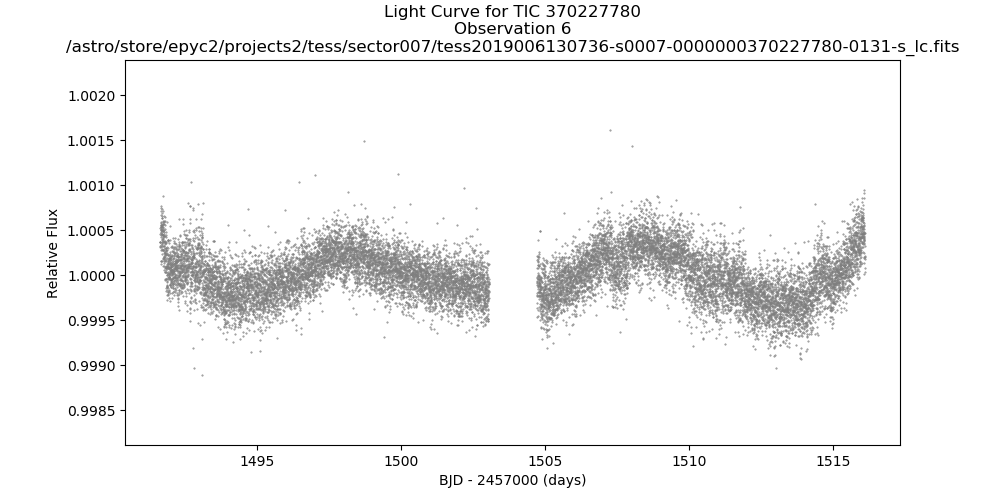 Light Curve for TIC 370227780
Observation 6
/astro/store/epyc2/projects2/tess/sector007/tess2019006130736-s0007-0000000370227780-0131-s_lc.fits
1.0020
1.0015
1.0010
1.0005
1.0000
0.9995
0.9990
0.9985
Relative Flux
1495
1500
1505
1510
1515
BJD - 2457000 (days)